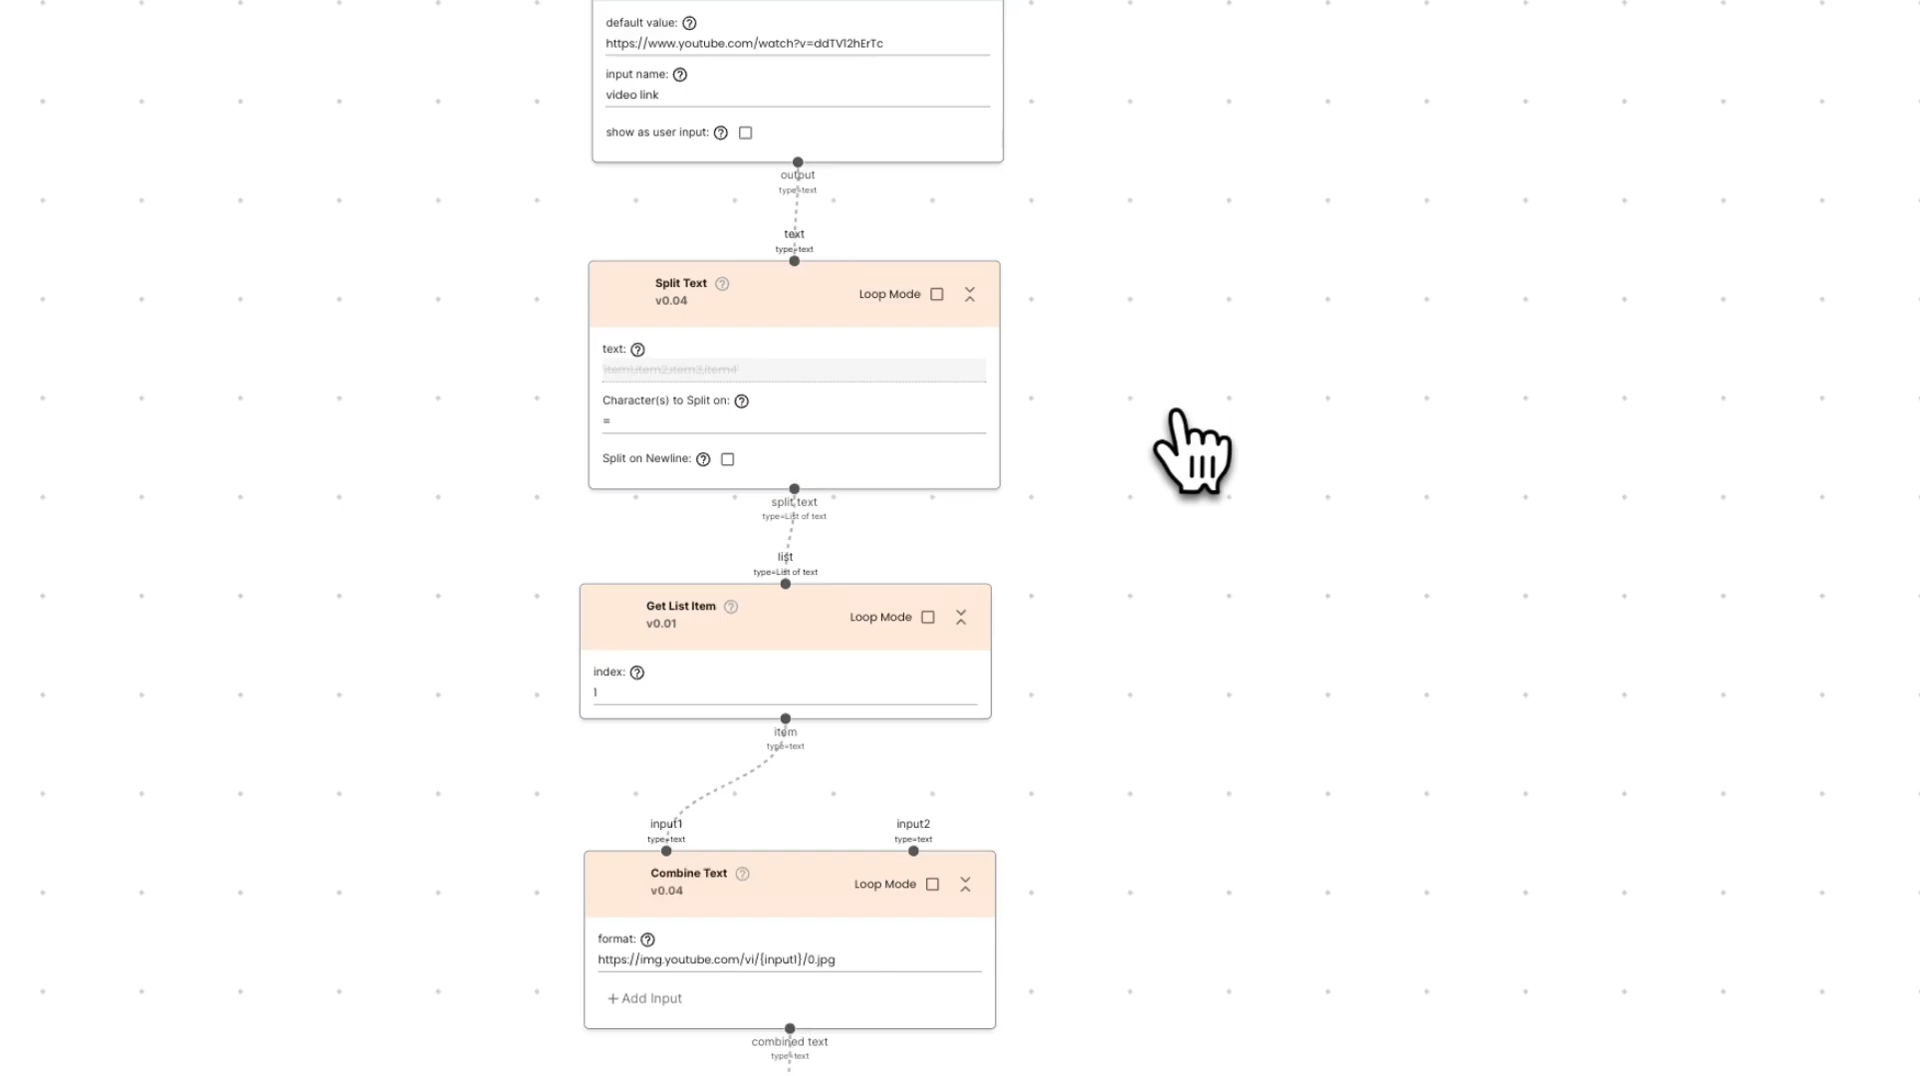 default value:
https://www.youtube.com/watch?v=ddTV12hErTc
input name:
video link
show as user input:
output
type=text
text
type=text
Split Text
v0.04
Loop Mode
text:
item1,item2,item3,item4
Character(s) to Split on:
=
Split on Newline:
split text
type=List of text
list
type=List of text
Get List Item
v0.01
Loop Mode
index:
1
item
type=text
input1
type=text
input2
type=text
Combine Text
v0.04
Loop Mode
format:
https://img.youtube.com/vi/{input1}/0.jpg
+ Add Input
combined text
type=text